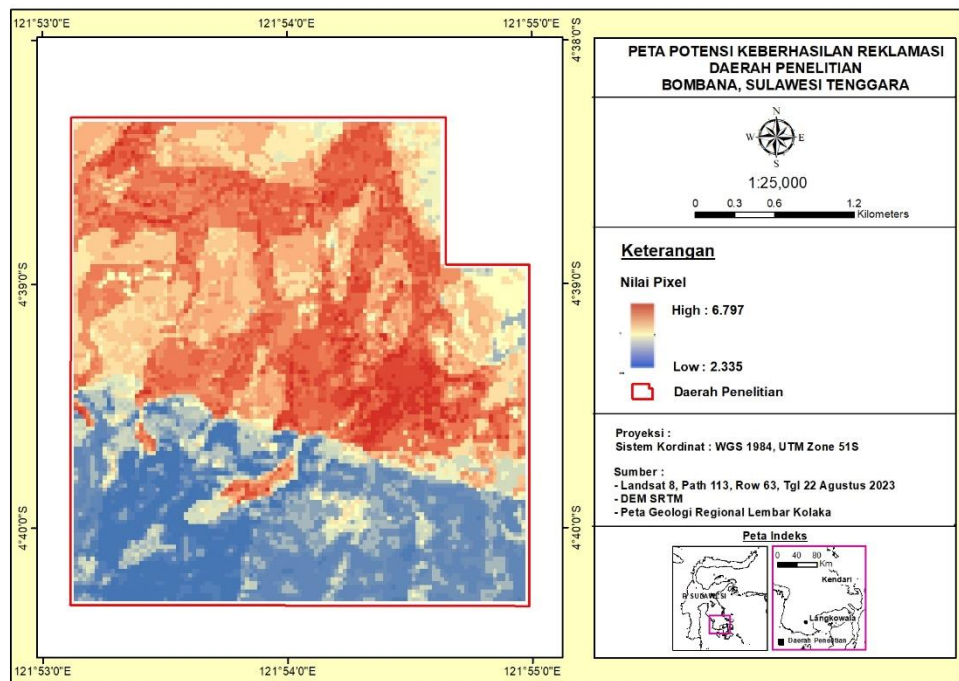 121°53'0"E
121°54'0"E
121°55'0"E
4°38'0"S
4°39'0"S
4°39'0"S
4°40'0"S
4°40'0"S
121°53'0"E
121°54'0"E
121°55'0"E
PETA POTENSI KEBERHASILAN REKLAMASI
DAERAH PENELITIAN
BOMBANA, SULAWESI TENGGARA
N
W
E
S
1:25,000
0 0.3 0.6 1.2
Kilometers
Keterangan
Nilai Pixel
High : 6.797
Low : 2.335
Daerah Penelitian
Proyeksi :
Sistem Kordinat : WGS 1984, UTM Zone 51S
Sumber :
- Landsat 8, Path 113, Row 63, Tgl 22 Agustus 2023
- DEM SRTM
- Peta Geologi Regional Lembar Kolaka
Peta Indeks
SULAWESI
0 40 80
Km
Kendari
Langkowala
Daerah Penelitian